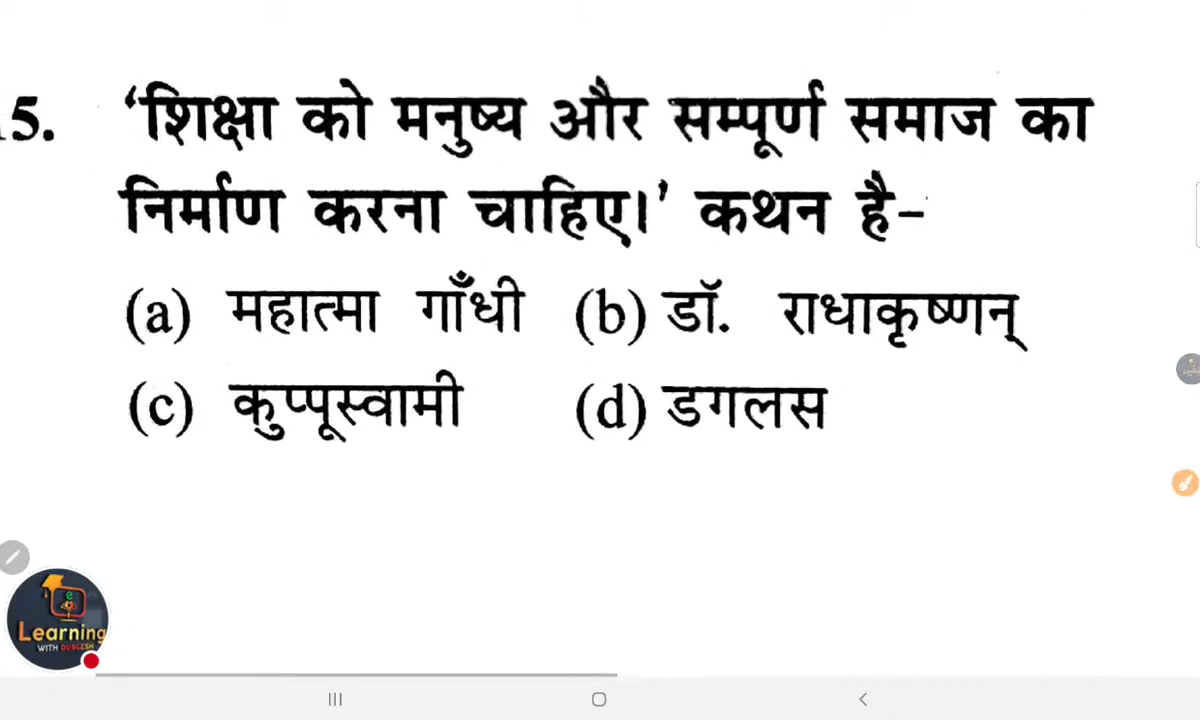 15. ‘शिक्षा को मनुष्य और सम्पूर्ण समाज का
निर्माण करना चाहिए।’ कथन है-
(a) महात्मा गाँधी (b) डॉ. राधाकृष्णन्
(c) कुप्पूस्वामी (d) डगलस
Learning
WITH DURGESH